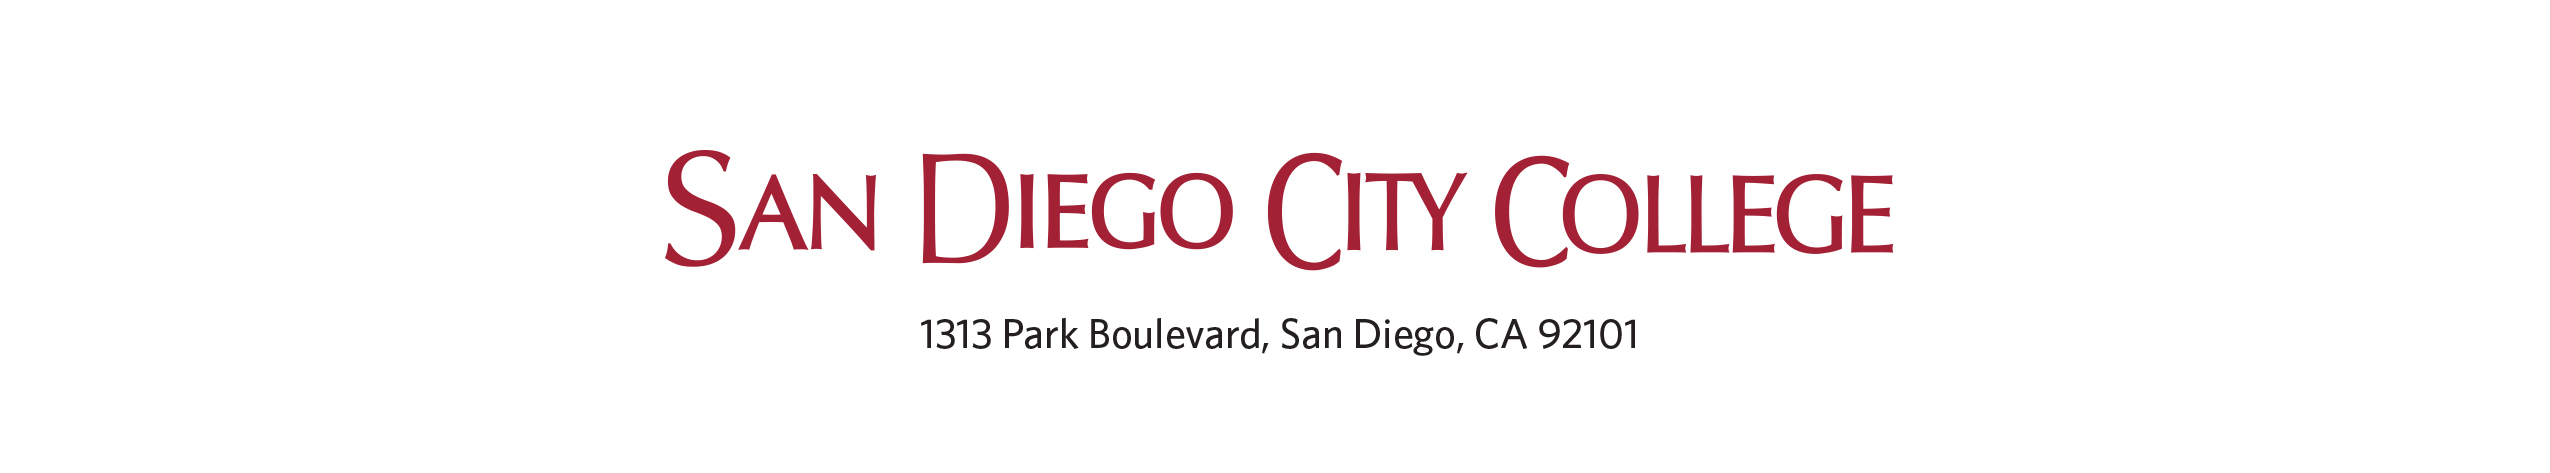 San Diego City College
1313 Park Boulevard, San Diego, CA 92101